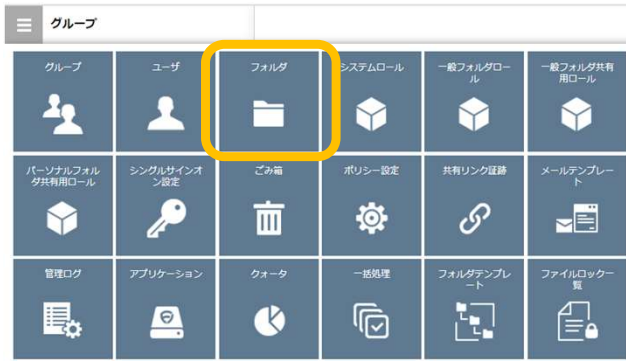 グループ
グループ
ユーザ
フォルダ
システムロール
一般フォルダロー
ル
一般フォルダ共有
用ロール
パーソナルフォル
ダ共有用ロール
シングルサインオ
ン設定
ごみ箱
ポリシー設定
共有リンク証跡
メールテンプレー
ト
管理ログ
アプリケーション
クォータ
一括処理
フォルダテンプレ
ート
ファイルロック一
覧